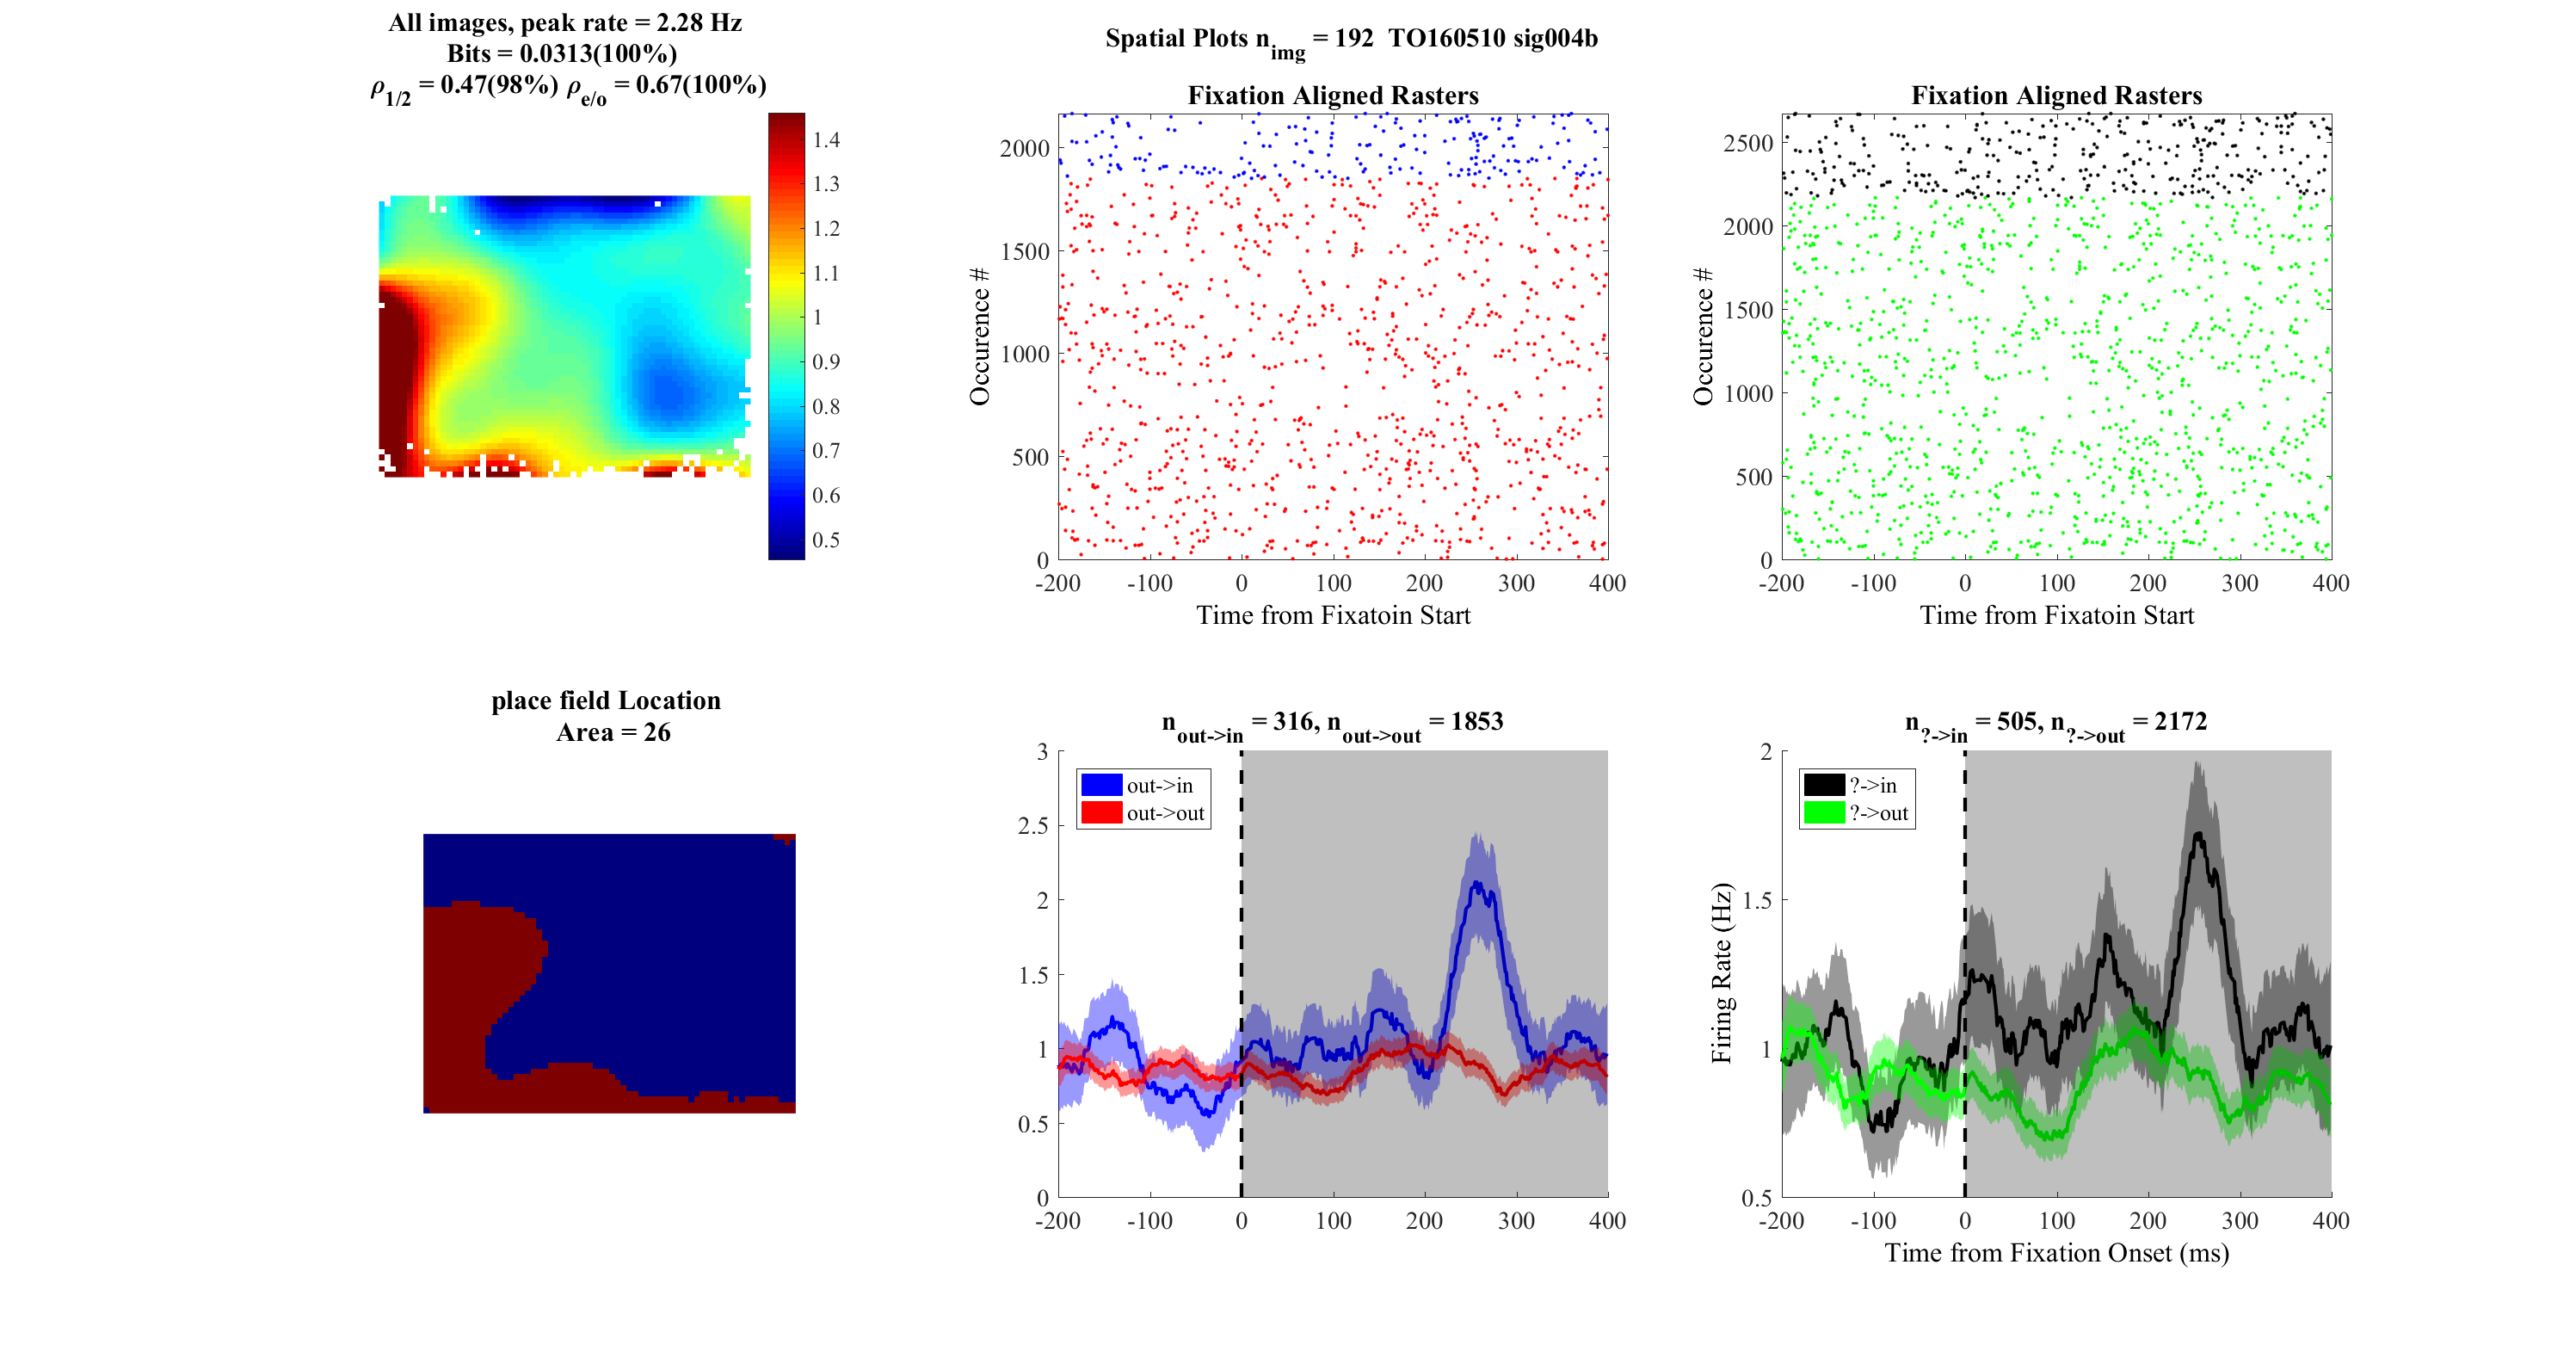 All images, peak rate = 2.28 Hz
Bits = 0.0313(100%)
ρ1/2 = 0.47(98%) ρe/o = 0.67(100%)
1.4
1.3
1.2
1.1
1
0.9
0.8
0.7
0.6
0.5
Spatial Plots nimg = 192 TO160510 sig004b
Fixation Aligned Rasters
Occurence #
2000
1500
1000
500
0
-200 -100 0 100 200 300 400
Time from Fixatoin Start
Fixation Aligned Rasters
Occurence #
2500
2000
1500
1000
500
0
-200 -100 0 100 200 300 400
Time from Fixatoin Start
place field Location
Area = 26
nout->in = 316, nout->out = 1853
3
2.5
2
1.5
1
0.5
0
out->in
out->out
-200 -100 0 100 200 300 400
n?->in = 505, n?->out = 2172
Firing Rate (Hz)
2
1.5
1
0.5
?->in
?->out
-200 -100 0 100 200 300 400
Time from Fixation Onset (ms)